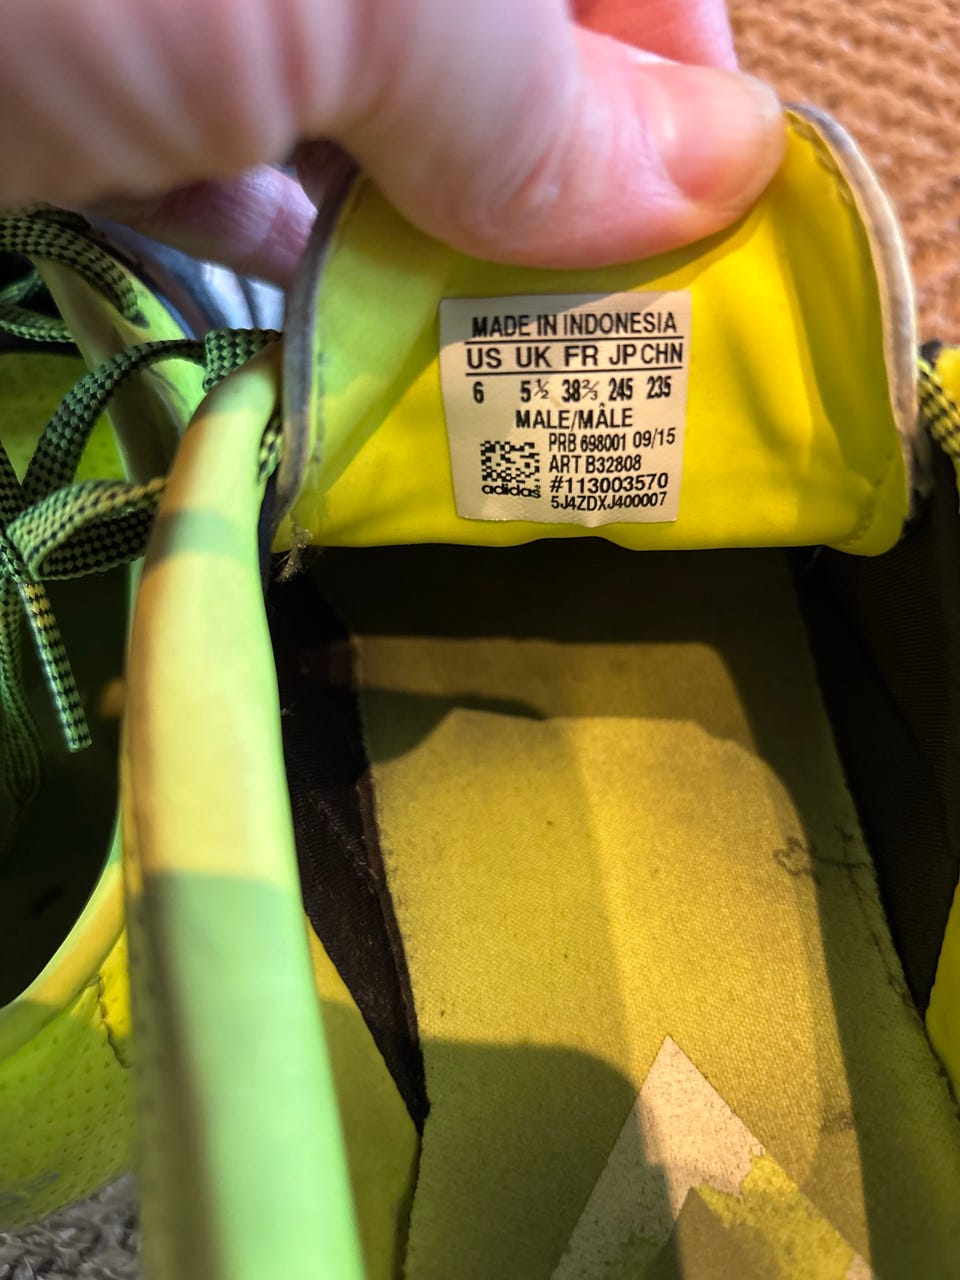 MADE IN INDONESIA
US UK FR JP CHN
6 5½ 38⅔ 245 235
MALE/MÂLE
PRB 698001 09/15
ART B32808
#113003570
adidas
5J4ZDXJ400007